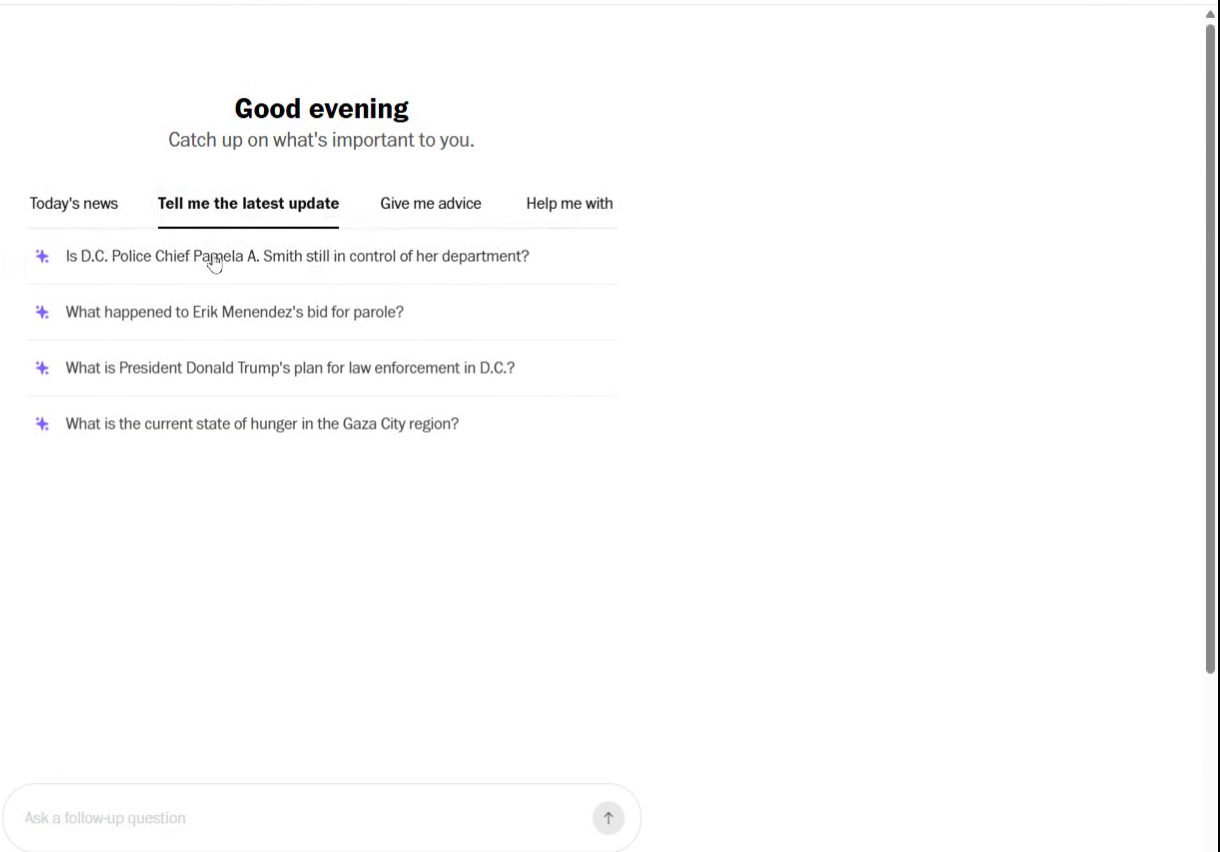 Good evening
Catch up on what's important to you.
Today's news
Tell me the latest update
Give me advice
Help me with
Is D.C. Police Chief Pamela A. Smith still in control of her department?
What happened to Erik Menendez's bid for parole?
What is President Donald Trump's plan for law enforcement in D.C.?
What is the current state of hunger in the Gaza City region?
Ask a follow-up question